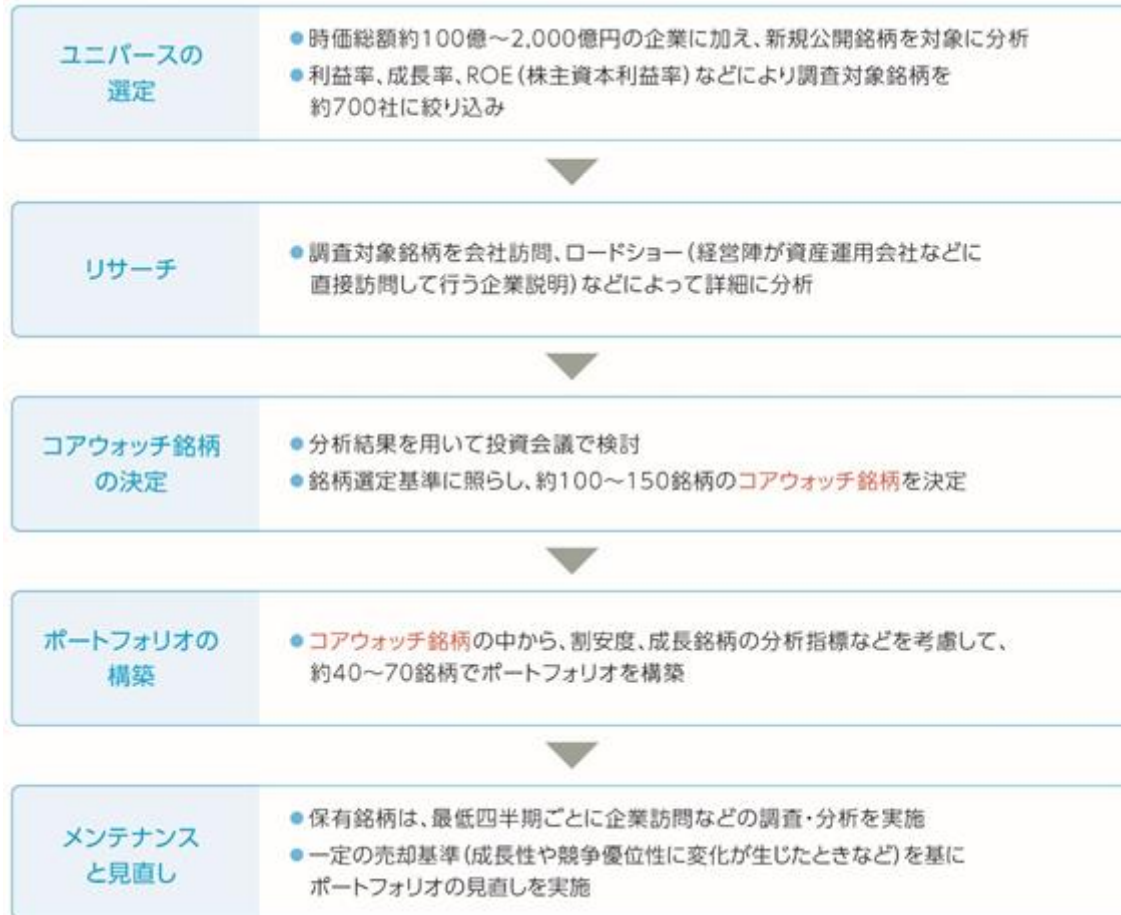 ユニバースの
選定
●時価総額約100億～2,000億円の企業に加え、新規公開銘柄を対象に分析
●利益率、成長率、ROE（株主資本利益率）などにより調査対象銘柄を
約700社に絞り込み
リサーチ
●調査対象銘柄を会社訪問、ロードショー（経営陣が資産運用会社などに
直接訪問して行う企業説明）などによって詳細に分析
コアウォッチ銘柄
の決定
●分析結果を用いて投資会議で検討
●銘柄選定基準に照らし、約100～150銘柄のコアウォッチ銘柄を決定
ポートフォリオの
構築
●コアウォッチ銘柄の中から、割安度、成長銘柄の分析指標などを考慮して、
約40～70銘柄でポートフォリオを構築
メンテナンス
と見直し
●保有銘柄は、最低四半期ごとに企業訪問などの調査・分析を実施
●一定の売却基準（成長性や競争優位性に変化が生じたときなど）を基に
ポートフォリオの見直しを実施